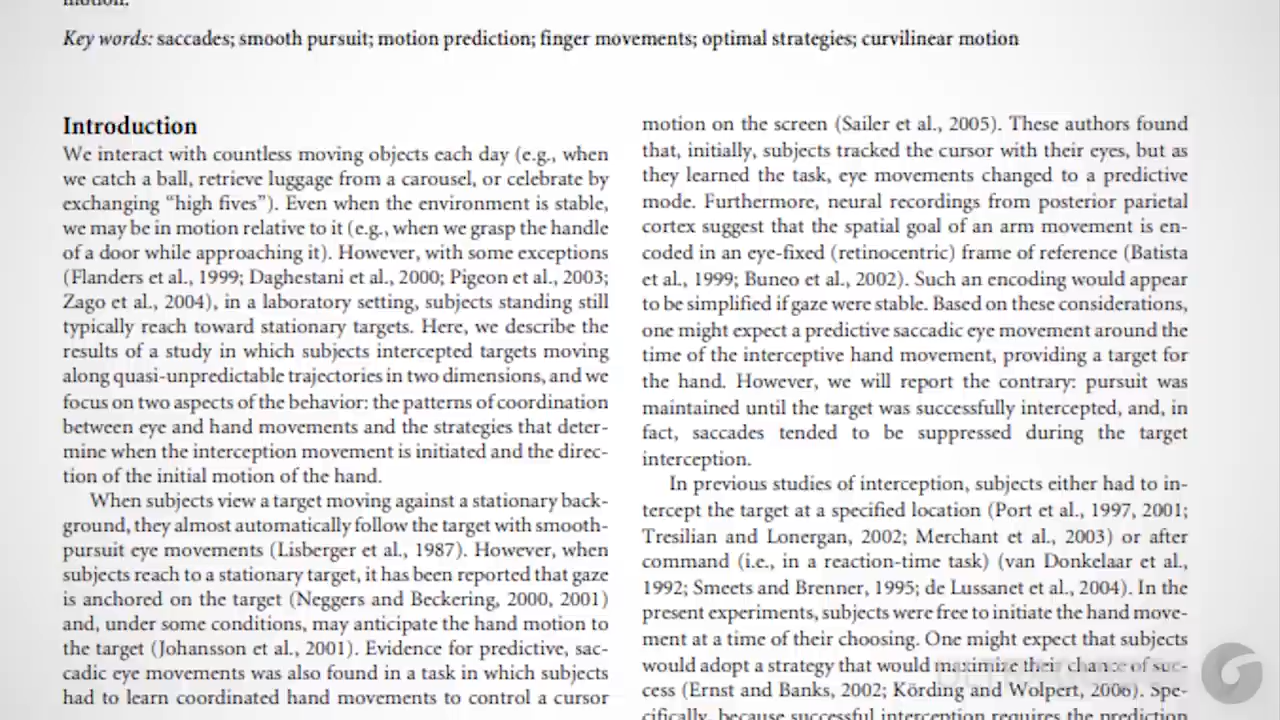 motion.
Key words: saccades; smooth pursuit; motion prediction; finger movements; optimal strategies; curvilinear motion
Introduction
We interact with countless moving objects each day (e.g., when
we catch a ball, retrieve luggage from a carousel, or celebrate by
exchanging “high fives”). Even when the environment is stable,
we may be in motion relative to it (e.g., when we grasp the handle
of a door while approaching it). However, with some exceptions
(Flanders et al., 1999; Daghestani et al., 2000; Pigeon et al., 2003;
Zago et al., 2004), in a laboratory setting, subjects standing still
typically reach toward stationary targets. Here, we describe the
results of a study in which subjects intercepted targets moving
along quasi-unpredictable trajectories in two dimensions, and we
focus on two aspects of the behavior: the patterns of coordination
between eye and hand movements and the strategies that deter-
mine when the interception movement is initiated and the direc-
tion of the initial motion of the hand.
When subjects view a target moving against a stationary back-
ground, they almost automatically follow the target with smooth-
pursuit eye movements (Lisberger et al., 1987). However, when
subjects reach to a stationary target, it has been reported that gaze
is anchored on the target (Neggers and Beckering, 2000, 2001)
and, under some conditions, may anticipate the hand motion to
the target (Johansson et al., 2001). Evidence for predictive, sac-
cadic eye movements was also found in a task in which subjects
had to learn coordinated hand movements to control a cursor
motion on the screen (Sailer et al., 2005). These authors found
that, initially, subjects tracked the cursor with their eyes, but as
they learned the task, eye movements changed to a predictive
mode. Furthermore, neural recordings from posterior parietal
cortex suggest that the spatial goal of an arm movement is en-
coded in an eye-fixed (retinocentric) frame of reference (Batista
et al., 1999; Buneo et al., 2002). Such an encoding would appear
to be simplified if gaze were stable. Based on these considerations,
one might expect a predictive saccadic eye movement around the
time of the interceptive hand movement, providing a target for
the hand. However, we will report the contrary: pursuit was
maintained until the target was successfully intercepted, and, in
fact, saccades tended to be suppressed during the target
interception.
In previous studies of interception, subjects either had to in-
tercept the target at a specified location (Port et al., 1997, 2001;
Tresilian and Lonergan, 2002; Merchant et al., 2003) or after
command (i.e., in a reaction-time task) (van Donkelaar et al.,
1992; Smeets and Brenner, 1995; de Lussanet et al., 2004). In the
present experiments, subjects were free to initiate the hand move-
ment at a time of their choosing. One might expect that subjects
would adopt a strategy that would maximize their chance of suc-
cess (Ernst and Banks, 2002; Körding and Wolpert, 2006). Spe-
cifically, because successful interception requires the prediction